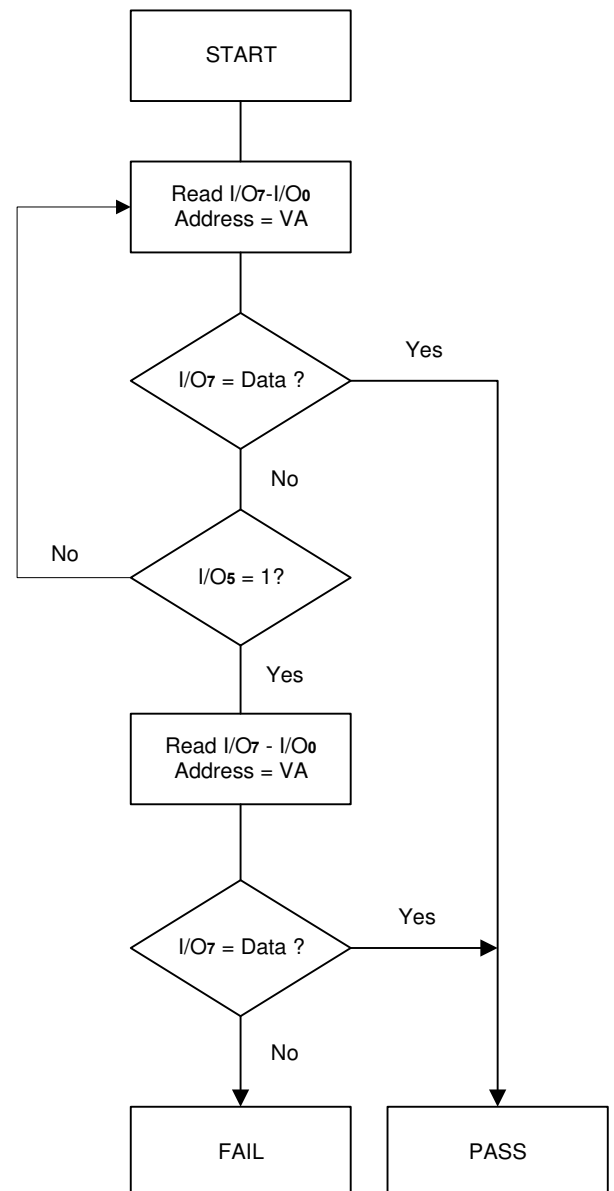 START
Read I/O7-I/O0
Address = VA
I/O7 = Data ?
Yes
No
I/O5 = 1?
No
Yes
Read I/O7 - I/O0
Address = VA
I/O7 = Data ?
Yes
No
FAIL
PASS